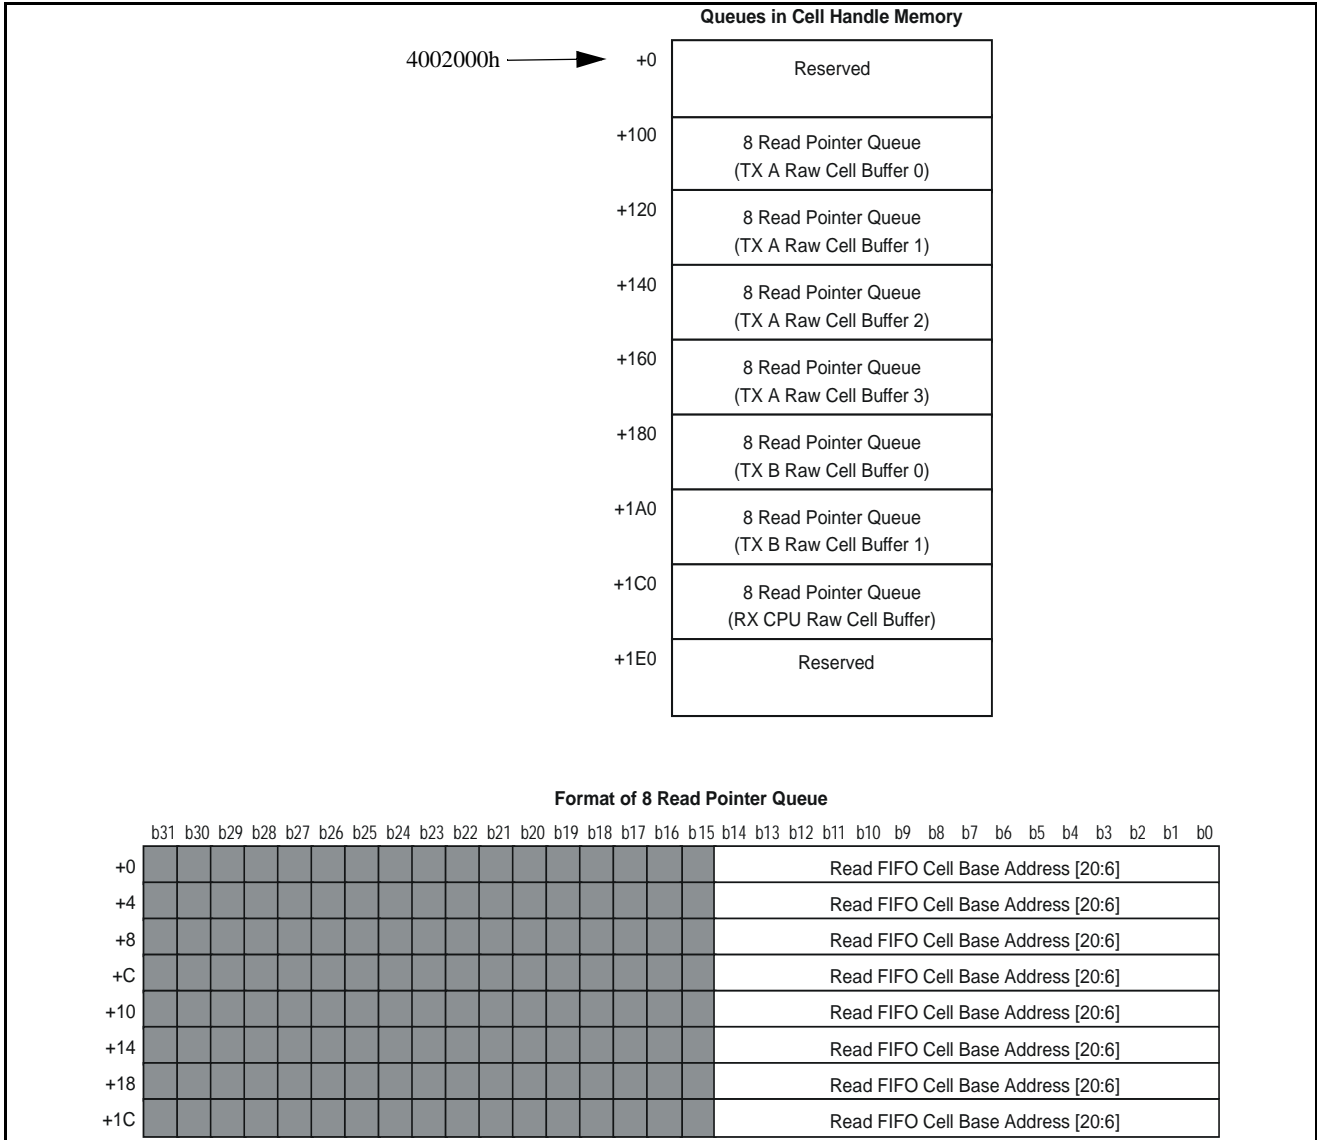 Queues in Cell Handle Memory
4002000h
+0
Reserved
+100
8 Read Pointer Queue
(TX A Raw Cell Buffer 0)
+120
8 Read Pointer Queue
(TX A Raw Cell Buffer 1)
+140
8 Read Pointer Queue
(TX A Raw Cell Buffer 2)
+160
8 Read Pointer Queue
(TX A Raw Cell Buffer 3)
+180
8 Read Pointer Queue
(TX B Raw Cell Buffer 0)
+1A0
8 Read Pointer Queue
(TX B Raw Cell Buffer 1)
+1C0
8 Read Pointer Queue
(RX CPU Raw Cell Buffer)
+1E0
Reserved
Format of 8 Read Pointer Queue
b31 b30 b29 b28 b27 b26 b25 b24 b23 b22 b21 b20 b19 b18 b17 b16 b15 b14 b13 b12 b11 b10 b9 b8 b7 b6 b5 b4 b3 b2 b1 b0
+0 Read FIFO Cell Base Address [20:6]
+4 Read FIFO Cell Base Address [20:6]
+8 Read FIFO Cell Base Address [20:6]
+C Read FIFO Cell Base Address [20:6]
+10 Read FIFO Cell Base Address [20:6]
+14 Read FIFO Cell Base Address [20:6]
+18 Read FIFO Cell Base Address [20:6]
+1C Read FIFO Cell Base Address [20:6]